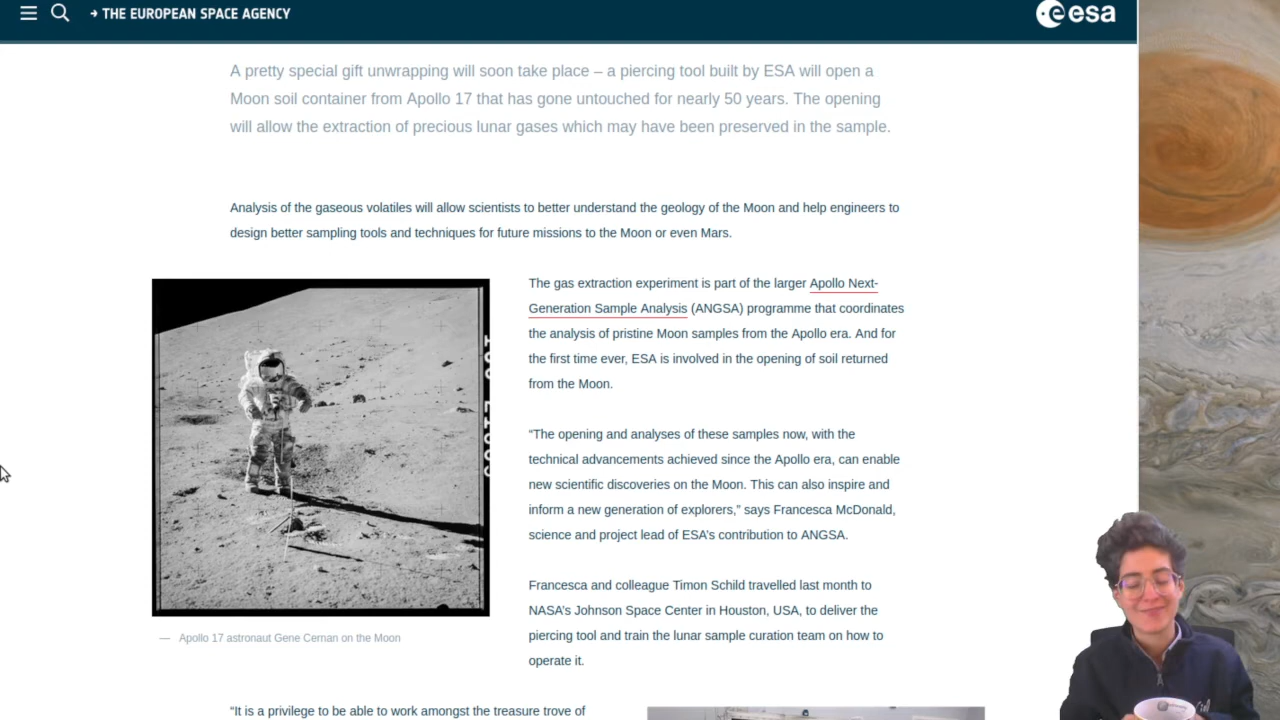 → THE EUROPEAN SPACE AGENCY
esa
A pretty special gift unwrapping will soon take place – a piercing tool built by ESA will open a
Moon soil container from Apollo 17 that has gone untouched for nearly 50 years. The opening
will allow the extraction of precious lunar gases which may have been preserved in the sample.
Analysis of the gaseous volatiles will allow scientists to better understand the geology of the Moon and help engineers to
design better sampling tools and techniques for future missions to the Moon or even Mars.
The gas extraction experiment is part of the larger Apollo Next-
Generation Sample Analysis (ANGSA) programme that coordinates
the analysis of pristine Moon samples from the Apollo era. And for
the first time ever, ESA is involved in the opening of soil returned
from the Moon.
“The opening and analyses of these samples now, with the
technical advancements achieved since the Apollo era, can enable
new scientific discoveries on the Moon. This can also inspire and
inform a new generation of explorers,” says Francesca McDonald,
science and project lead of ESA’s contribution to ANGSA.
Francesca and colleague Timon Schild travelled last month to
NASA’s Johnson Space Center in Houston, USA, to deliver the
piercing tool and train the lunar sample curation team on how to
operate it.
— Apollo 17 astronaut Gene Cernan on the Moon
“It is a privilege to be able to work amongst the treasure trove of